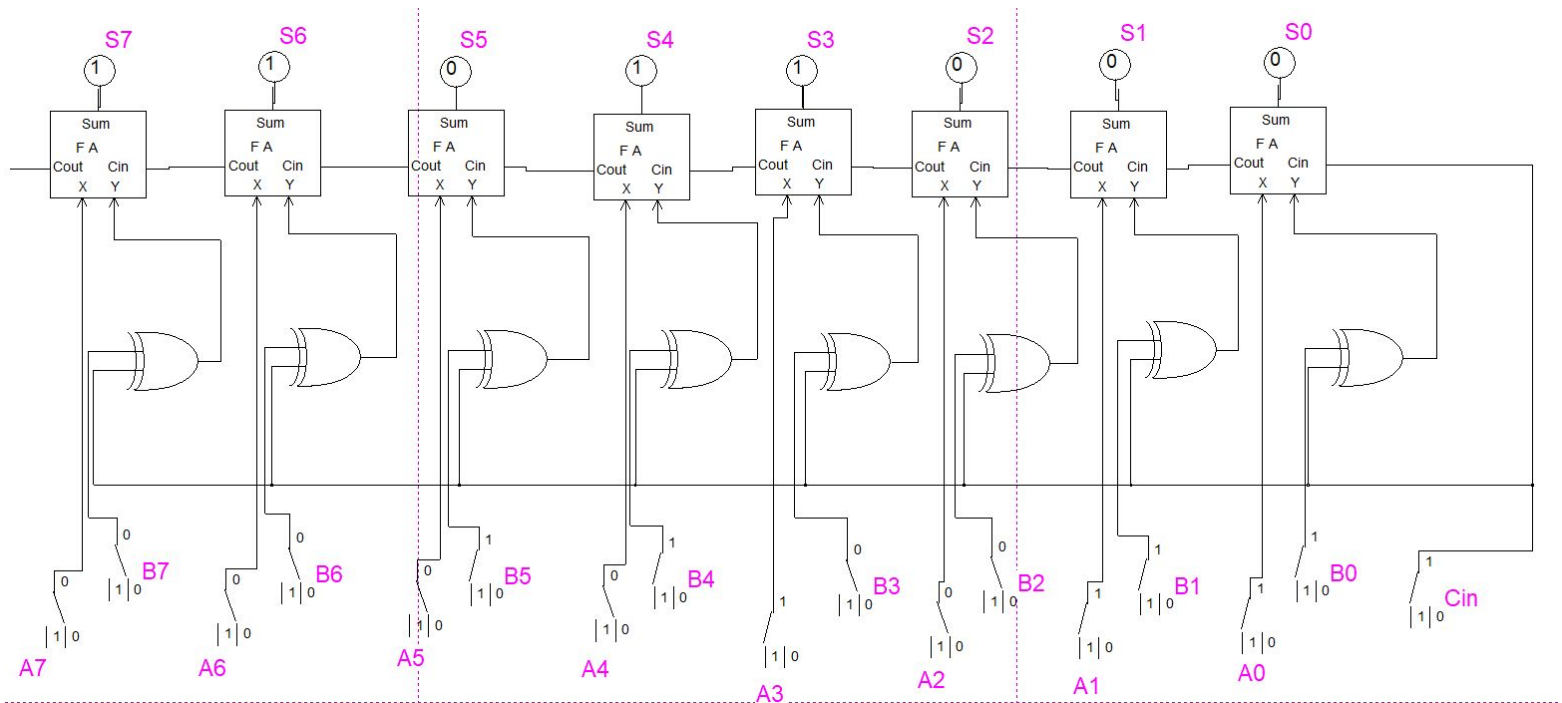 S7 S6 S5 S4 S3 S2 S1 S0
1 1 0 1 1 0 0 0
Sum Sum Sum Sum Sum Sum Sum Sum
F A F A F A F A F A F A F A F A
Cout Cin Cout Cin Cout Cin Cout Cin Cout Cin Cout Cin Cout Cin Cout Cin
X Y X Y X Y X Y X Y X Y X Y X Y
0 0 1 1 0 0 1 1 1
B7 B6 B5 B4 B3 B2 B1 B0 Cin
1 0 1 0 1 0 1 0 1 0 1 0 1 0 1 0 1 0
0 0 0 0 1 0 1 1
1 0 1 0 1 0 1 0 1 0 1 0 1 0 1 0
A7 A6 A5 A4 A3 A2 A1 A0